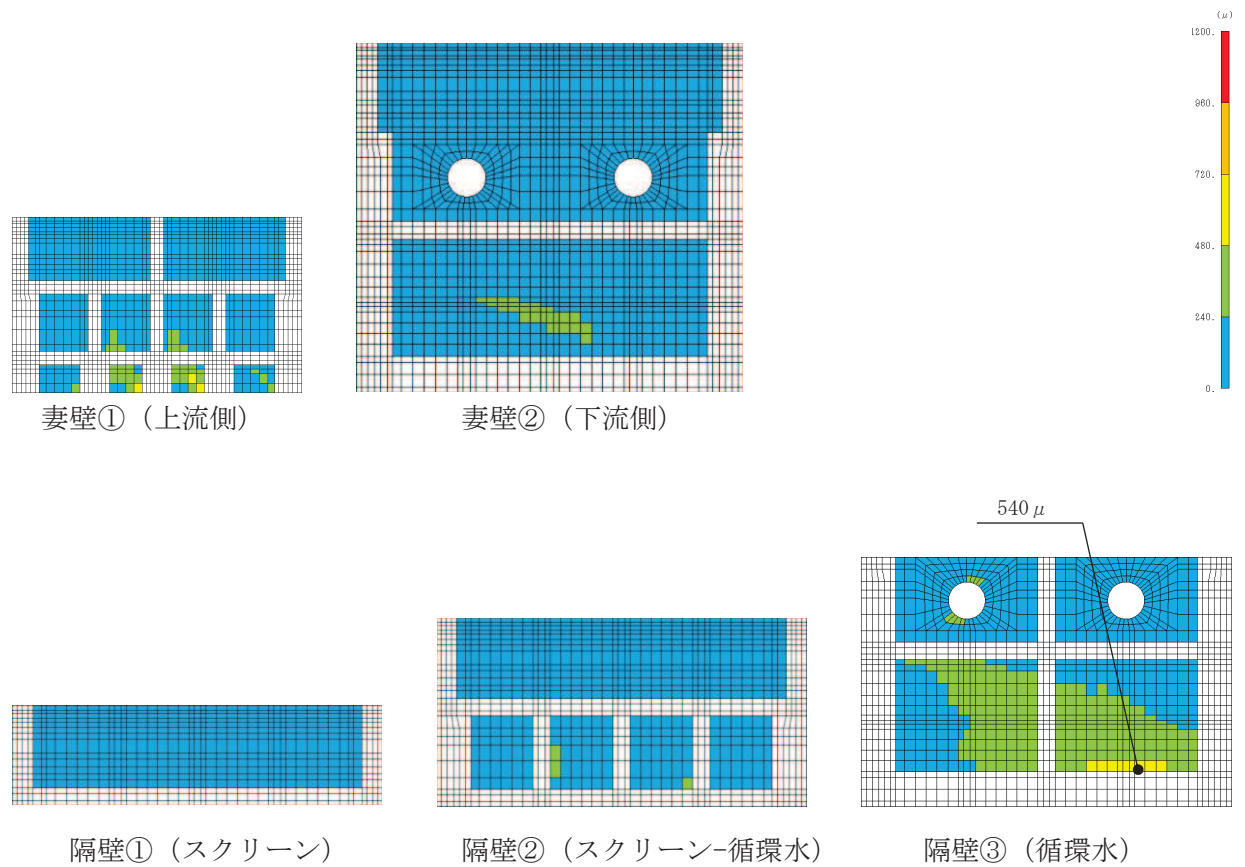 (μ)
1200.
960.
720.
480.
240.
0.
妻壁①（上流側）
妻壁②（下流側）
540μ
隔壁①（スクリーン）
隔壁②（スクリーン−循環水）
隔壁③（循環水）